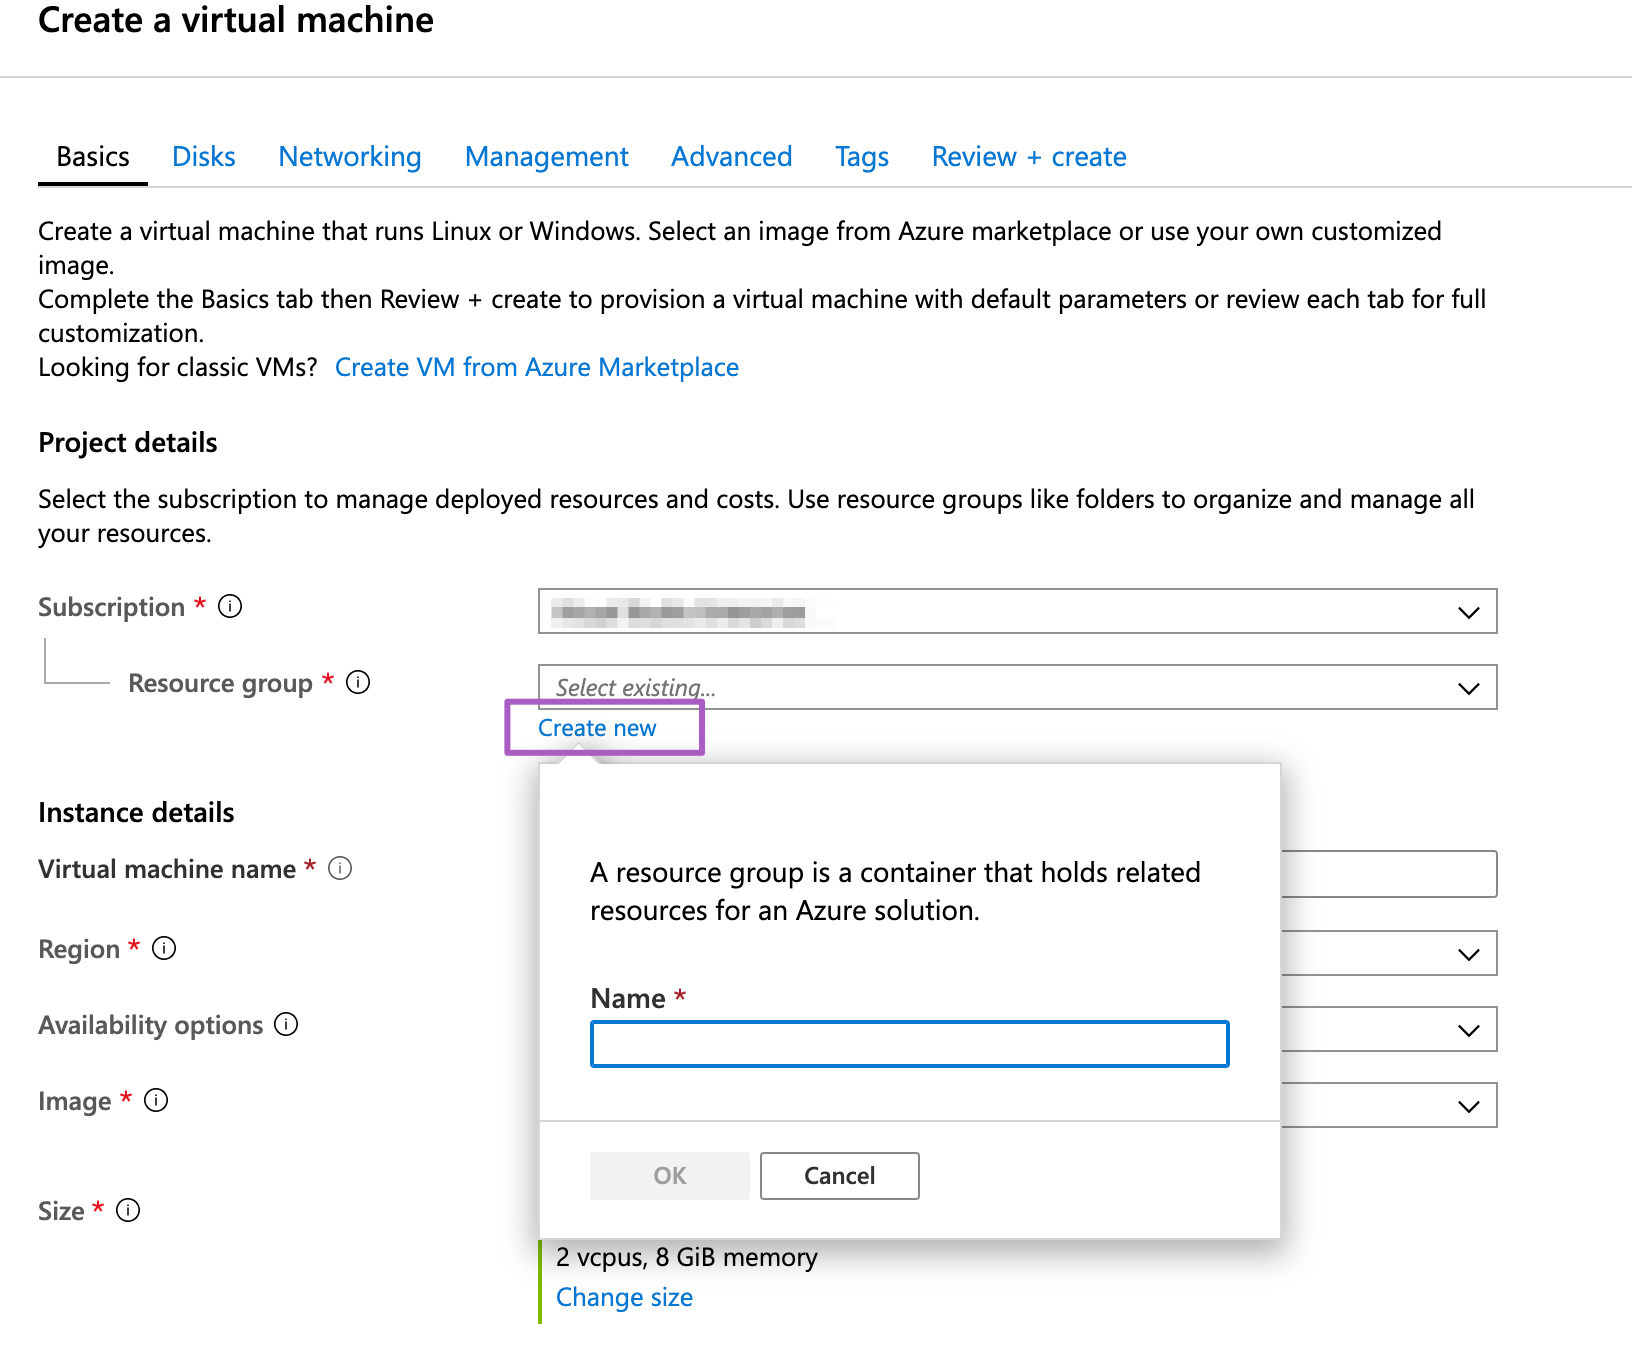 Create a virtual machine
Basics Disks Networking Management Advanced Tags Review + create
Create a virtual machine that runs Linux or Windows. Select an image from Azure marketplace or use your own customized
image.
Complete the Basics tab then Review + create to provision a virtual machine with default parameters or review each tab for full
customization.
Looking for classic VMs? Create VM from Azure Marketplace
Project details
Select the subscription to manage deployed resources and costs. Use resource groups like folders to organize and manage all
your resources.
Subscription *
Resource group *
Select existing...
Create new
Instance details
Virtual machine name *
Region *
Availability options
Image *
Size *
A resource group is a container that holds related
resources for an Azure solution.
Name *
OK Cancel
2 vcpus, 8 GiB memory
Change size